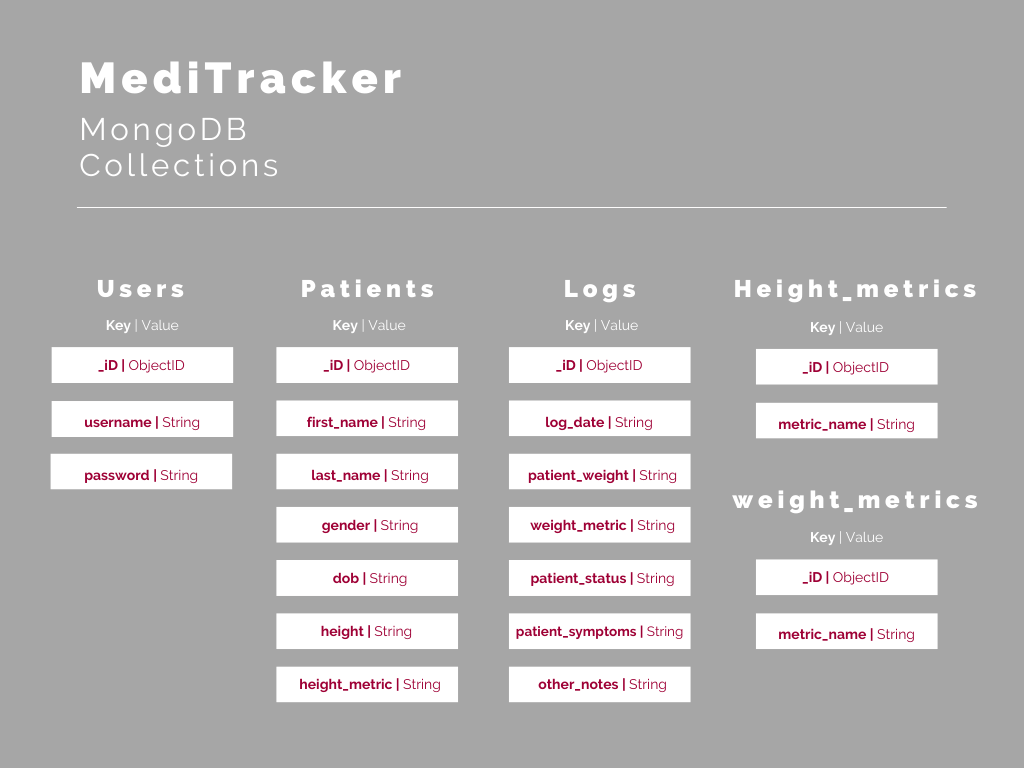 MediTracker
MongoDB
Collections
Users
Key | Value
_iD | ObjectID
username | String
password | String
Patients
Key | Value
_iD | ObjectID
first_name | String
last_name | String
gender | String
dob | String
height | String
height_metric | String
Logs
Key | Value
_iD | ObjectID
log_date | String
patient_weight | String
weight_metric | String
patient_status | String
patient_symptoms | String
other_notes | String
Height_metrics
Key | Value
_iD | ObjectID
metric_name | String
weight_metrics
Key | Value
_iD | ObjectID
metric_name | String